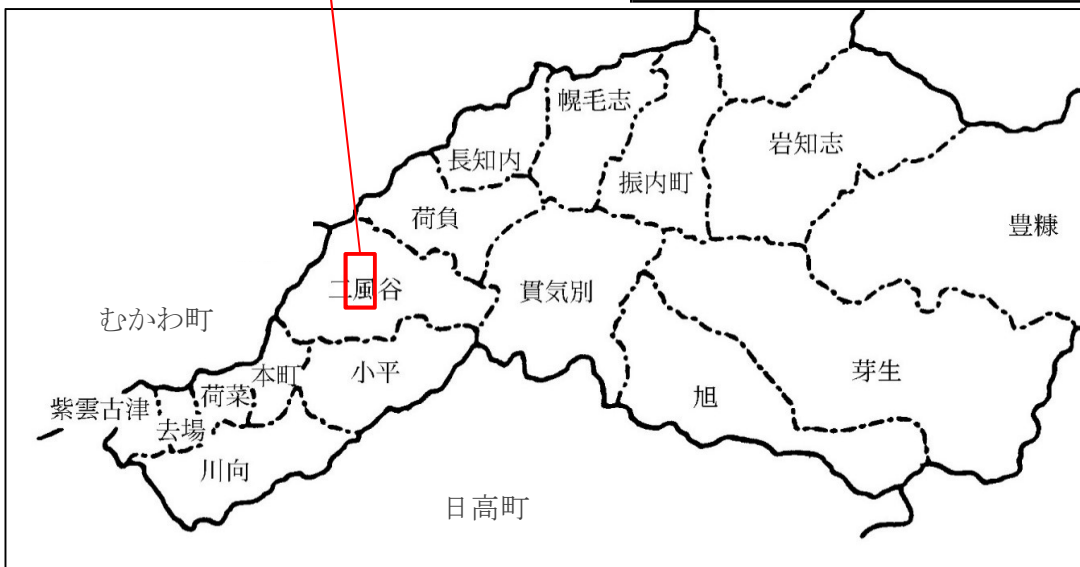 幌毛志
岩知志
長知内
振内町
荷負
豊糠
二風谷
貫気別
むかわ町
芽生
小平
本町
荷菜
旭
紫雲古津
去場
川向
日高町